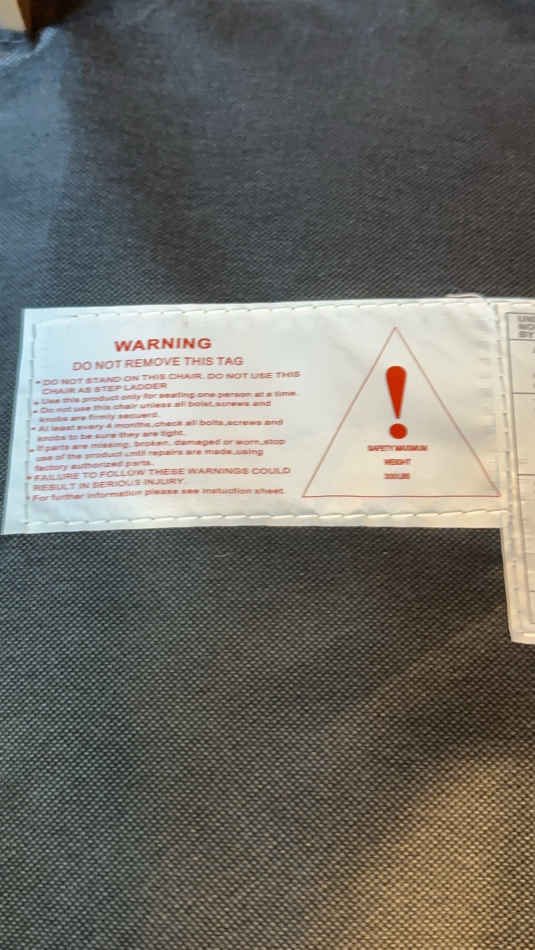 WARNING
DO NOT REMOVE THIS TAG
• DO NOT STAND ON THIS CHAIR. DO NOT USE THIS
CHAIR AS STEP LADDER
• Use this product only for seating one person at a time.
• Do not use this chair unless all bolst,screws and
knobs are firmly secuerd.
• At least every 4 months,check all bolts,screws and
knobs to be sure they are tight.
• If parts are missing, broken, damaged or worn,stop
use of the product until repairs are made,using
factory authorized parts.
• FAILURE TO FOLLOW THESE WARNINGS COULD
RESULT IN SERIOUS INJURY.
• For further information please see instuction sheet.
!
SAFETY MAXIMUM
WEIGHT
300LBS
BY